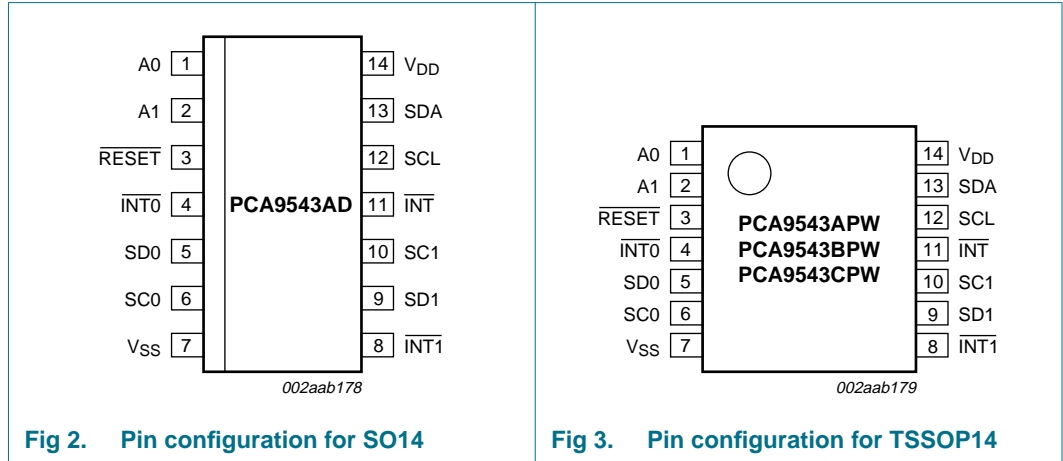 A0 1 14 VDD
A1 2 13 SDA
RESET 3 12 SCL
INT0 4 PCA9543AD 11 INT
SD0 5 10 SC1
SC0 6 9 SD1
VSS 7 8 INT1
002aab178
Fig 2. Pin configuration for SO14
A0 1 14 VDD
A1 2 13 SDA
RESET 3 PCA9543APW 12 SCL
INT0 4 PCA9543BPW 11 INT
SD0 5 PCA9543CPW 10 SC1
SC0 6 9 SD1
VSS 7 8 INT1
002aab179
Fig 3. Pin configuration for TSSOP14